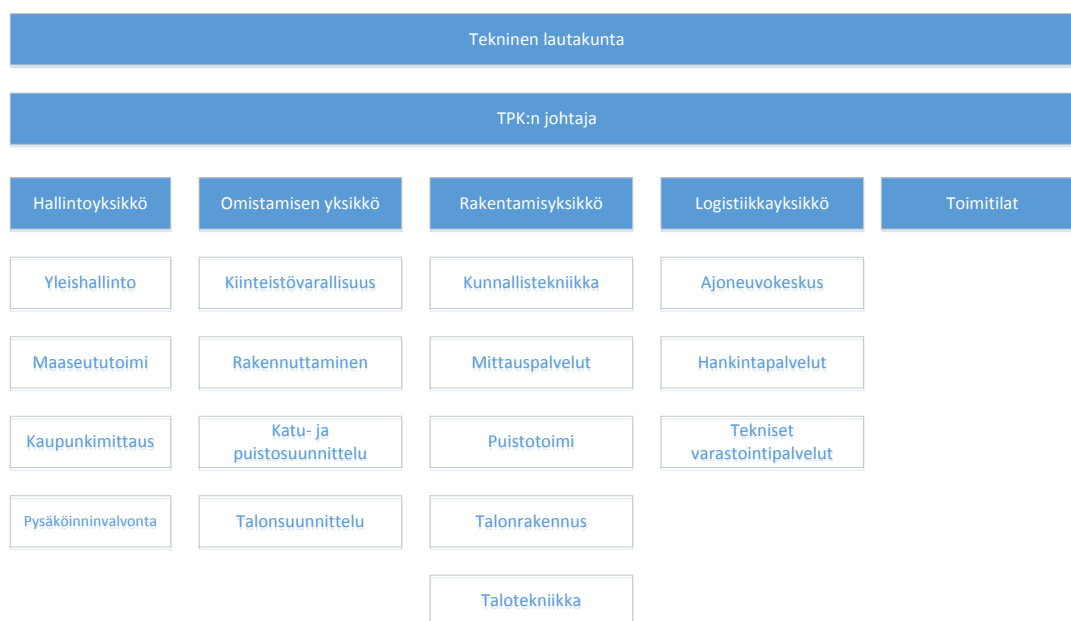 Tekninen lautakunta
TPK:n johtaja
Hallintoyksikkö
Omistamisen yksikkö
Rakentamisyksikkö
Logistiikkayksikkö
Toimitilat
Yleishallinto
Kiinteistövarallisuus
Kunnallistekniikka
Ajoneuvokeskus
Maaseututoimi
Rakennuttaminen
Mittauspalvelut
Hankintapalvelut
Kaupunkimittaus
Katu- ja
puistosuunnittelu
Puistotoimi
Tekniset
varastointipalvelut
Pysäköinninvalvonta
Talonsuunnittelu
Talonrakennus
Talotekniikka